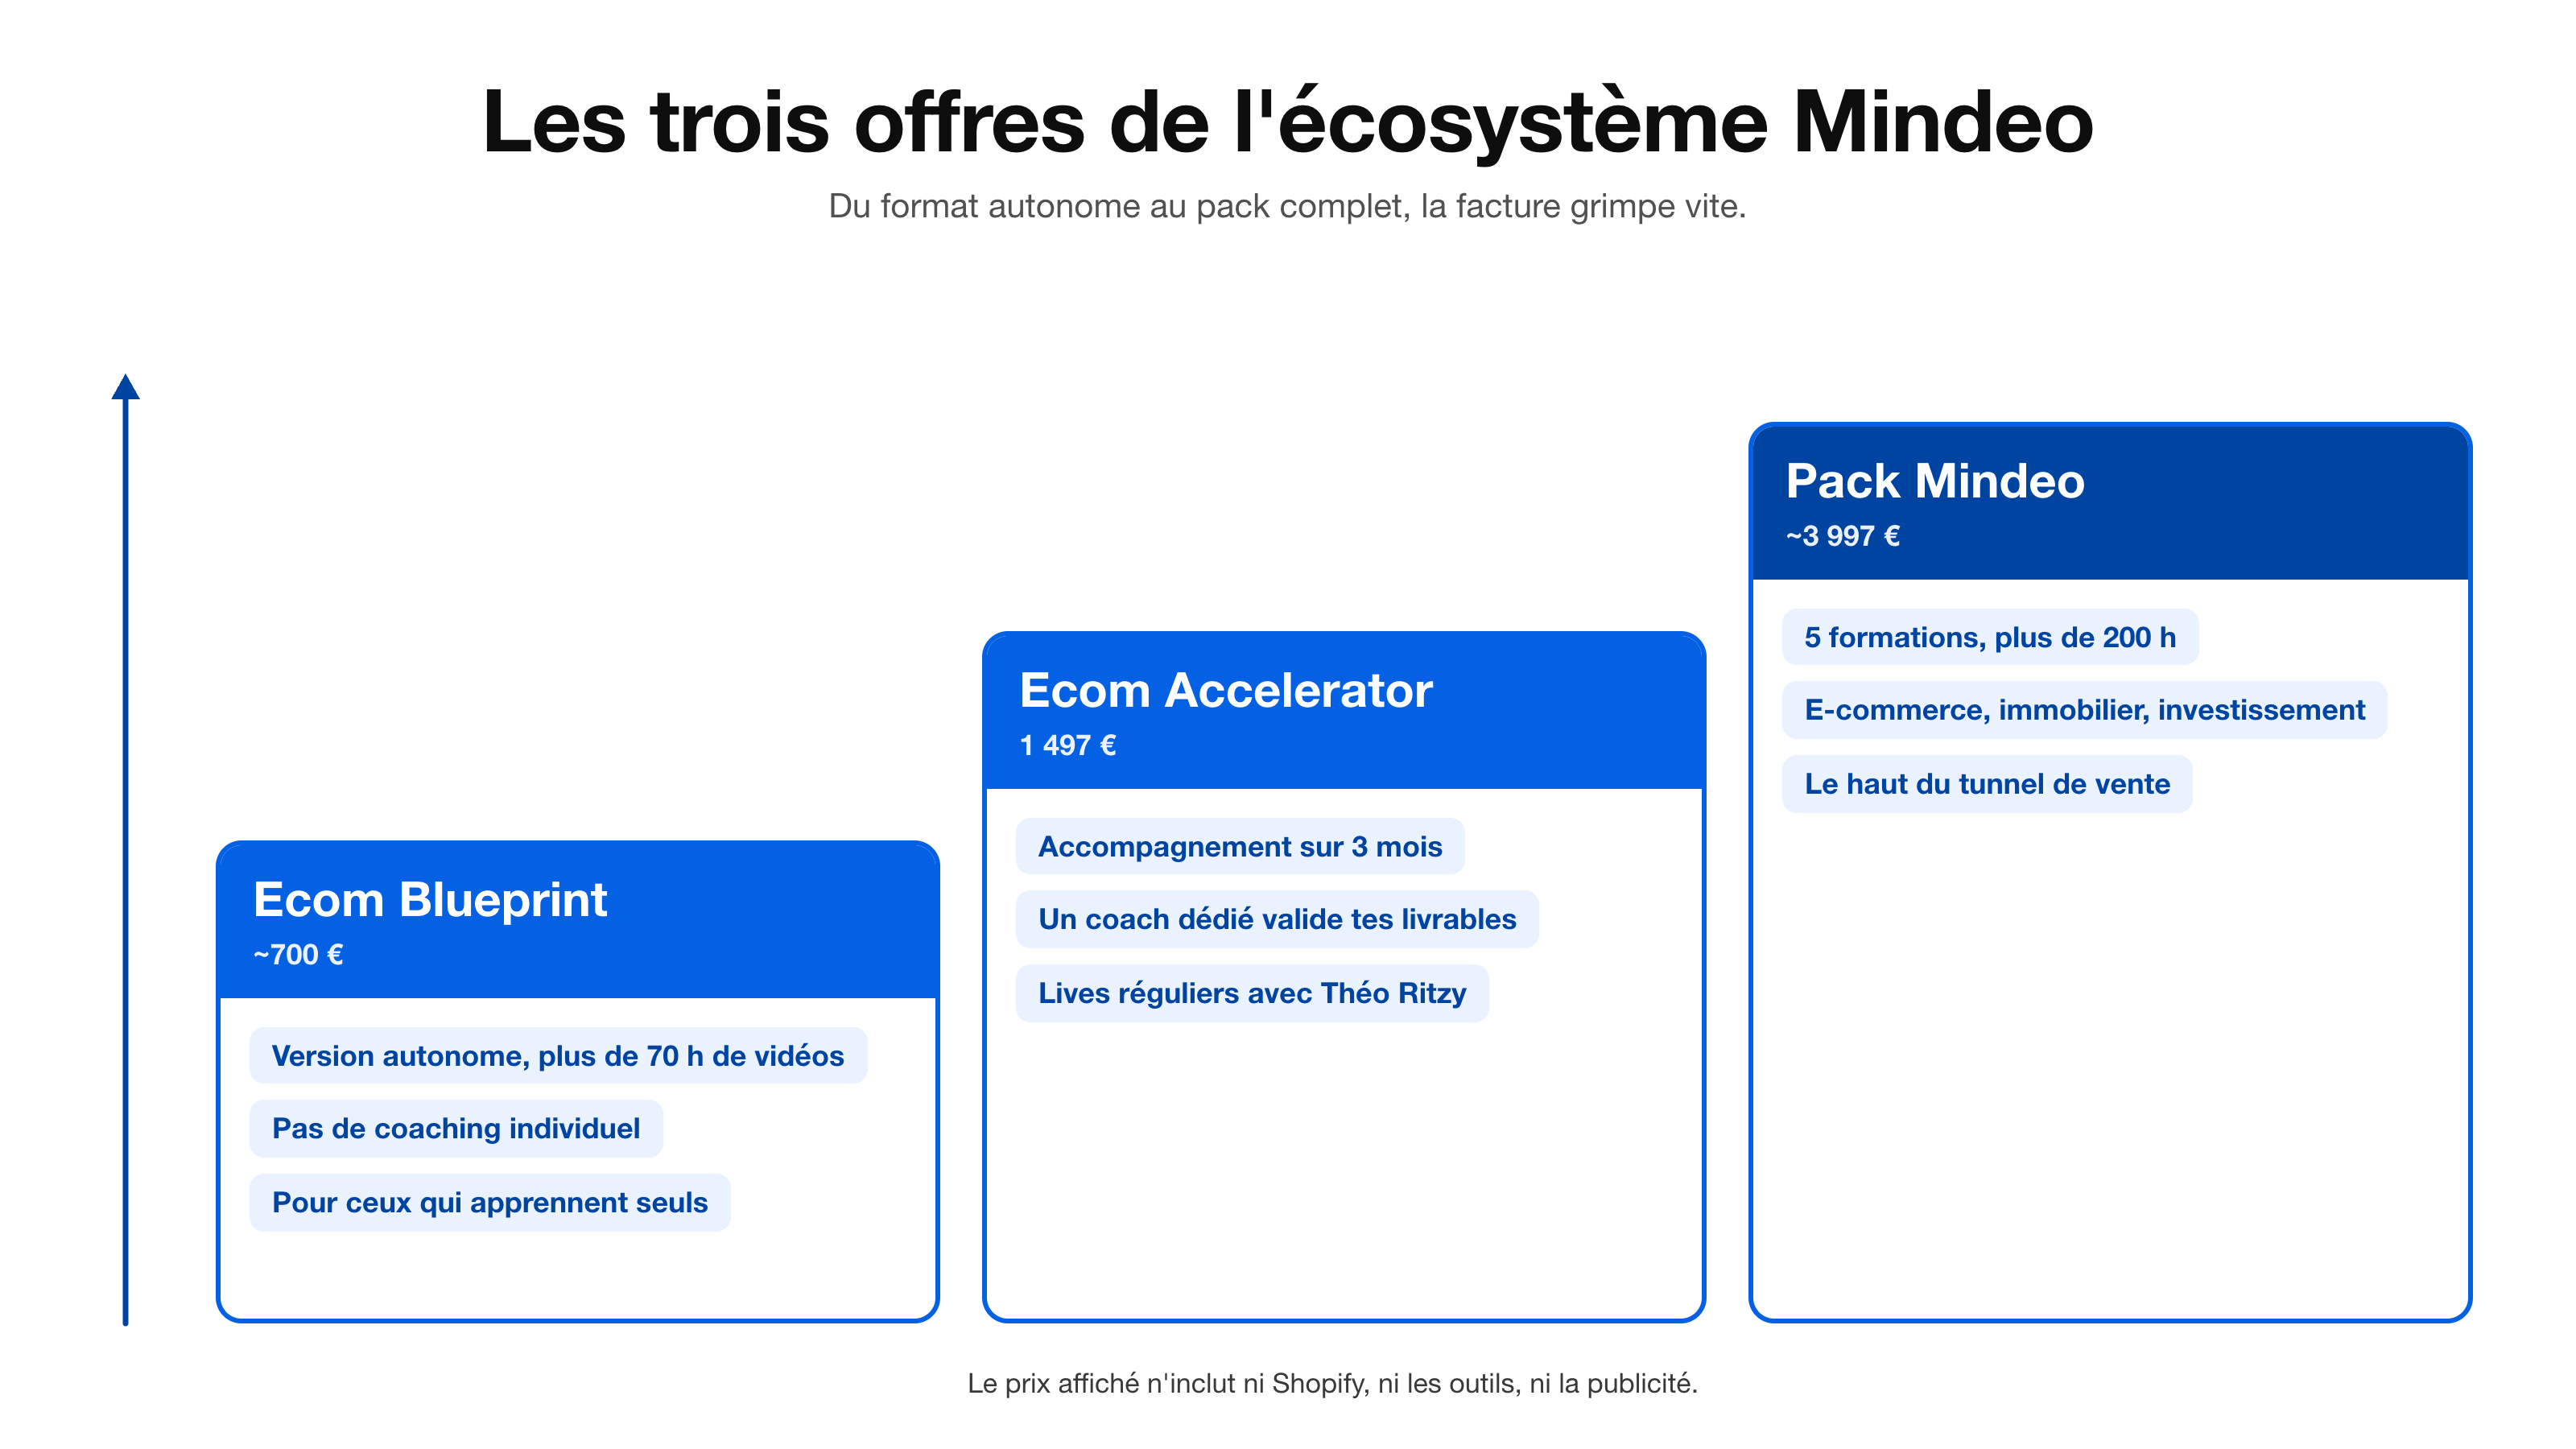 Les trois offres de l'écosystème Mindeo
Du format autonome au pack complet, la facture grimpe vite.
Ecom Blueprint
~700 €
Version autonome, plus de 70 h de vidéos
Pas de coaching individuel
Pour ceux qui apprennent seuls
Ecom Accelerator
1 497 €
Accompagnement sur 3 mois
Un coach dédié valide tes livrables
Lives réguliers avec Théo Ritzy
Pack Mindeo
~3 997 €
5 formations, plus de 200 h
E-commerce, immobilier, investissement
Le haut du tunnel de vente
Le prix affiché n'inclut ni Shopify, ni les outils, ni la publicité.